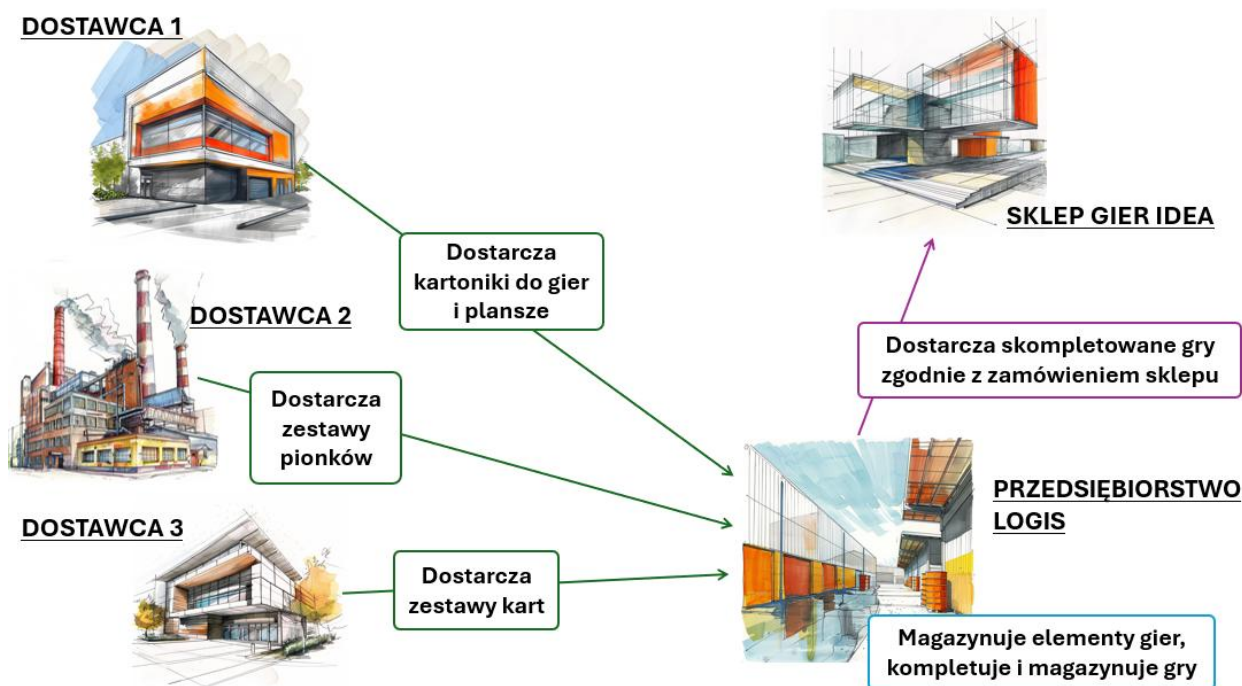 DOSTAWCA 1
SKLEP GIER IDEA
Dostarcza
kartoniki do gier
i plansze
DOSTAWCA 2
Dostarcza skompletowane gry
zgodnie z zamówieniem sklepu
Dostarcza
zestawy
pionków
PRZEDSIĘBIORSTWO
LOGIS
DOSTAWCA 3
Dostarcza
zestawy kart
Magazynuje elementy gier,
kompletuje i magazynuje gry